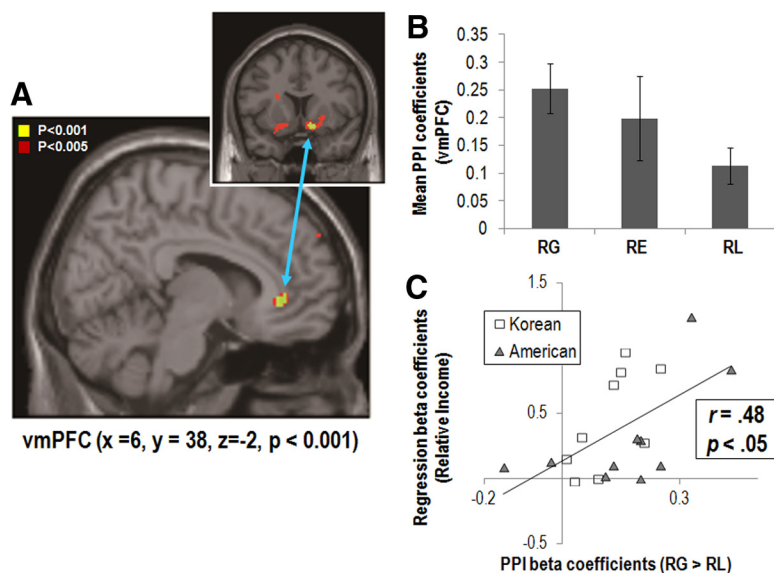 A
P<0.001
P<0.005
vmPFC (x =6, y = 38, z=-2, p < 0.001)
B
Mean PPI coefficients
(vmPFC)
0.35
0.3
0.25
0.2
0.15
0.1
0.05
0
RG
RE
RL
C
Regression beta coefficients
(Relative Income)
1.5
0.5
-0.5
-0.2
0.3
Korean
American
r = .48
p < .05
PPI beta coefficients (RG > RL)